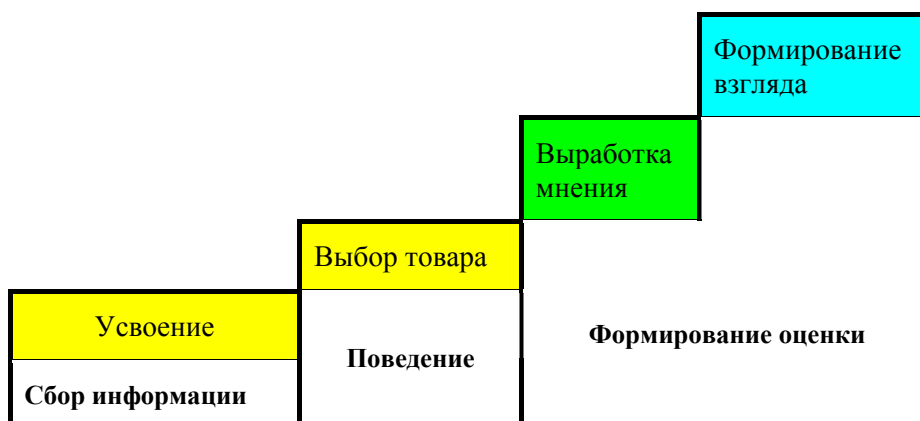 Формирование
взгляда
Выработка
мнения
Выбор товара
Усвоение
Формирование оценки
Поведение
Сбор информации